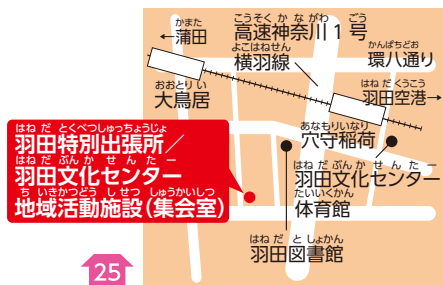 かまた
←蒲田
こうそくかながわ ごう
高速神奈川1号
よこはねせん
横羽線
かんぱちどお
環八通り
おおとりい
大鳥居
はねだくうこう
羽田空港→
あなもりいなり
穴守稲荷
はねだとくべつしゅっちょうじょ
羽田特別出張所／
はねだぶんかせんたー
羽田文化センター
ちいきかつどうしせつ しゅうかいしつ
地域活動施設(集会室)
はねだぶんかせんたー
羽田文化センター
たいいくかん
体育館
はねだとしょかん
羽田図書館
25